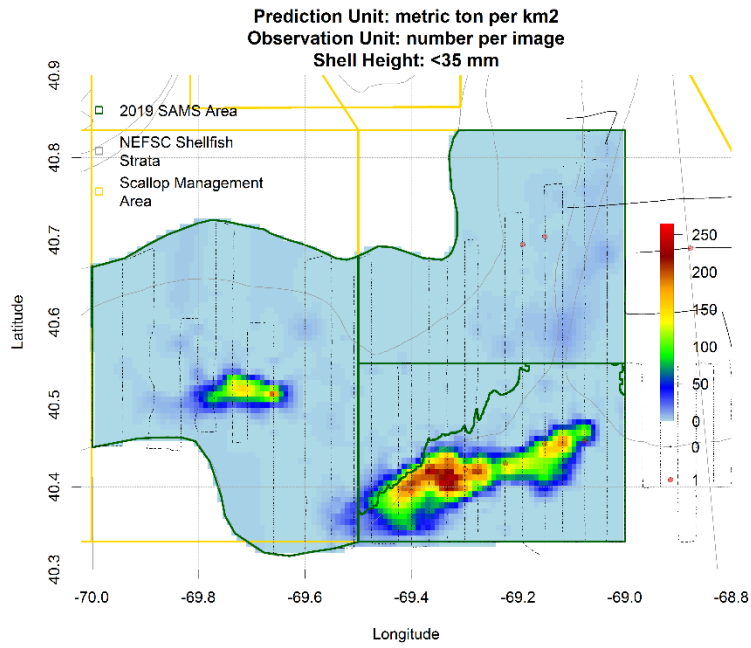 Prediction Unit: metric ton per km2
Observation Unit: number per image
Shell Height: <35 mm
2019 SAMS Area
NEFSC Shellfish
Strata
Scallop Management
Area
40.9
40.8
40.7
40.6
40.5
40.4
40.3
Latitude
250
200
150
100
50
0
0
1
-70.0
-69.8
-69.6
-69.4
-69.2
-69.0
-68.8
Longitude